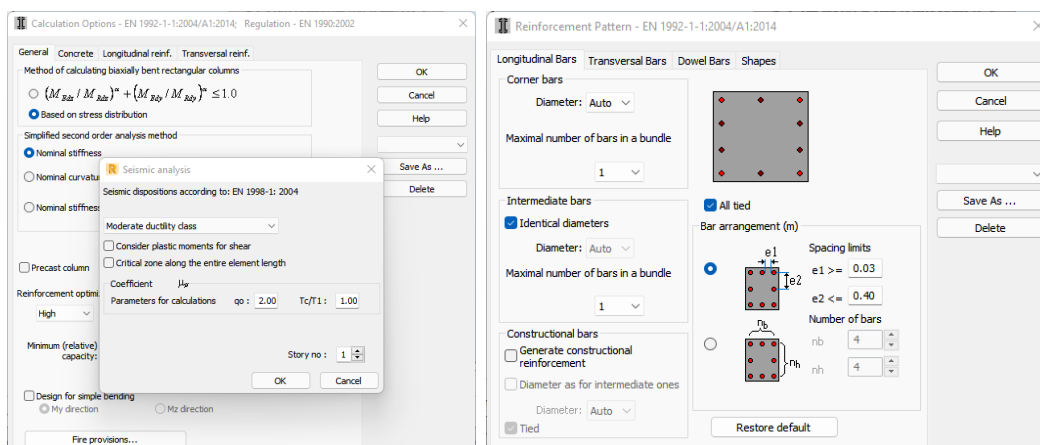 Calculation Options - EN 1992-1-1:2004/A1:2014; Regulation - EN 1990:2002
General Concrete Longitudinal reinf. Transversal reinf.
Method of calculating biaxially bent rectangular columns
(M Edz / M Rdz)^α + (M Edy / M Rdy)^α ≤ 1.0
Based on stress distribution
Simplified second order analysis method
Nominal stiffness
Nominal curvatu
Nominal stiffness
Precast column
Reinforcement optimi
High
Minimum (relative)
capacity:
Design for simple bending
My direction Mz direction
Fire provisions...
OK
Cancel
Help
Save As ...
Delete
Seismic analysis
Seismic dispositions according to: EN 1998-1: 2004
Moderate ductility class
Consider plastic moments for shear
Critical zone along the entire element length
Coefficient μ
Parameters for calculations qo : 2.00 Tc/T1 : 1.00
Story no : 1
OK Cancel
Reinforcement Pattern - EN 1992-1-1:2004/A1:2014
Longitudinal Bars Transversal Bars Dowel Bars Shapes
Corner bars
Diameter: Auto
Maximal number of bars in a bundle
1
Intermediate bars
Identical diameters
Diameter: Auto
Maximal number of bars in a bundle
1
Constructional bars
Generate constructional
reinforcement
Diameter as for intermediate ones
Diameter: Auto
Tied
All tied
Bar arrangement (m)
e1
e2
Spacing limits
e1 >= 0.03
e2 <= 0.40
Number of bars
nb
nh
nb 4
nh 4
Restore default
OK
Cancel
Help
Save As ...
Delete